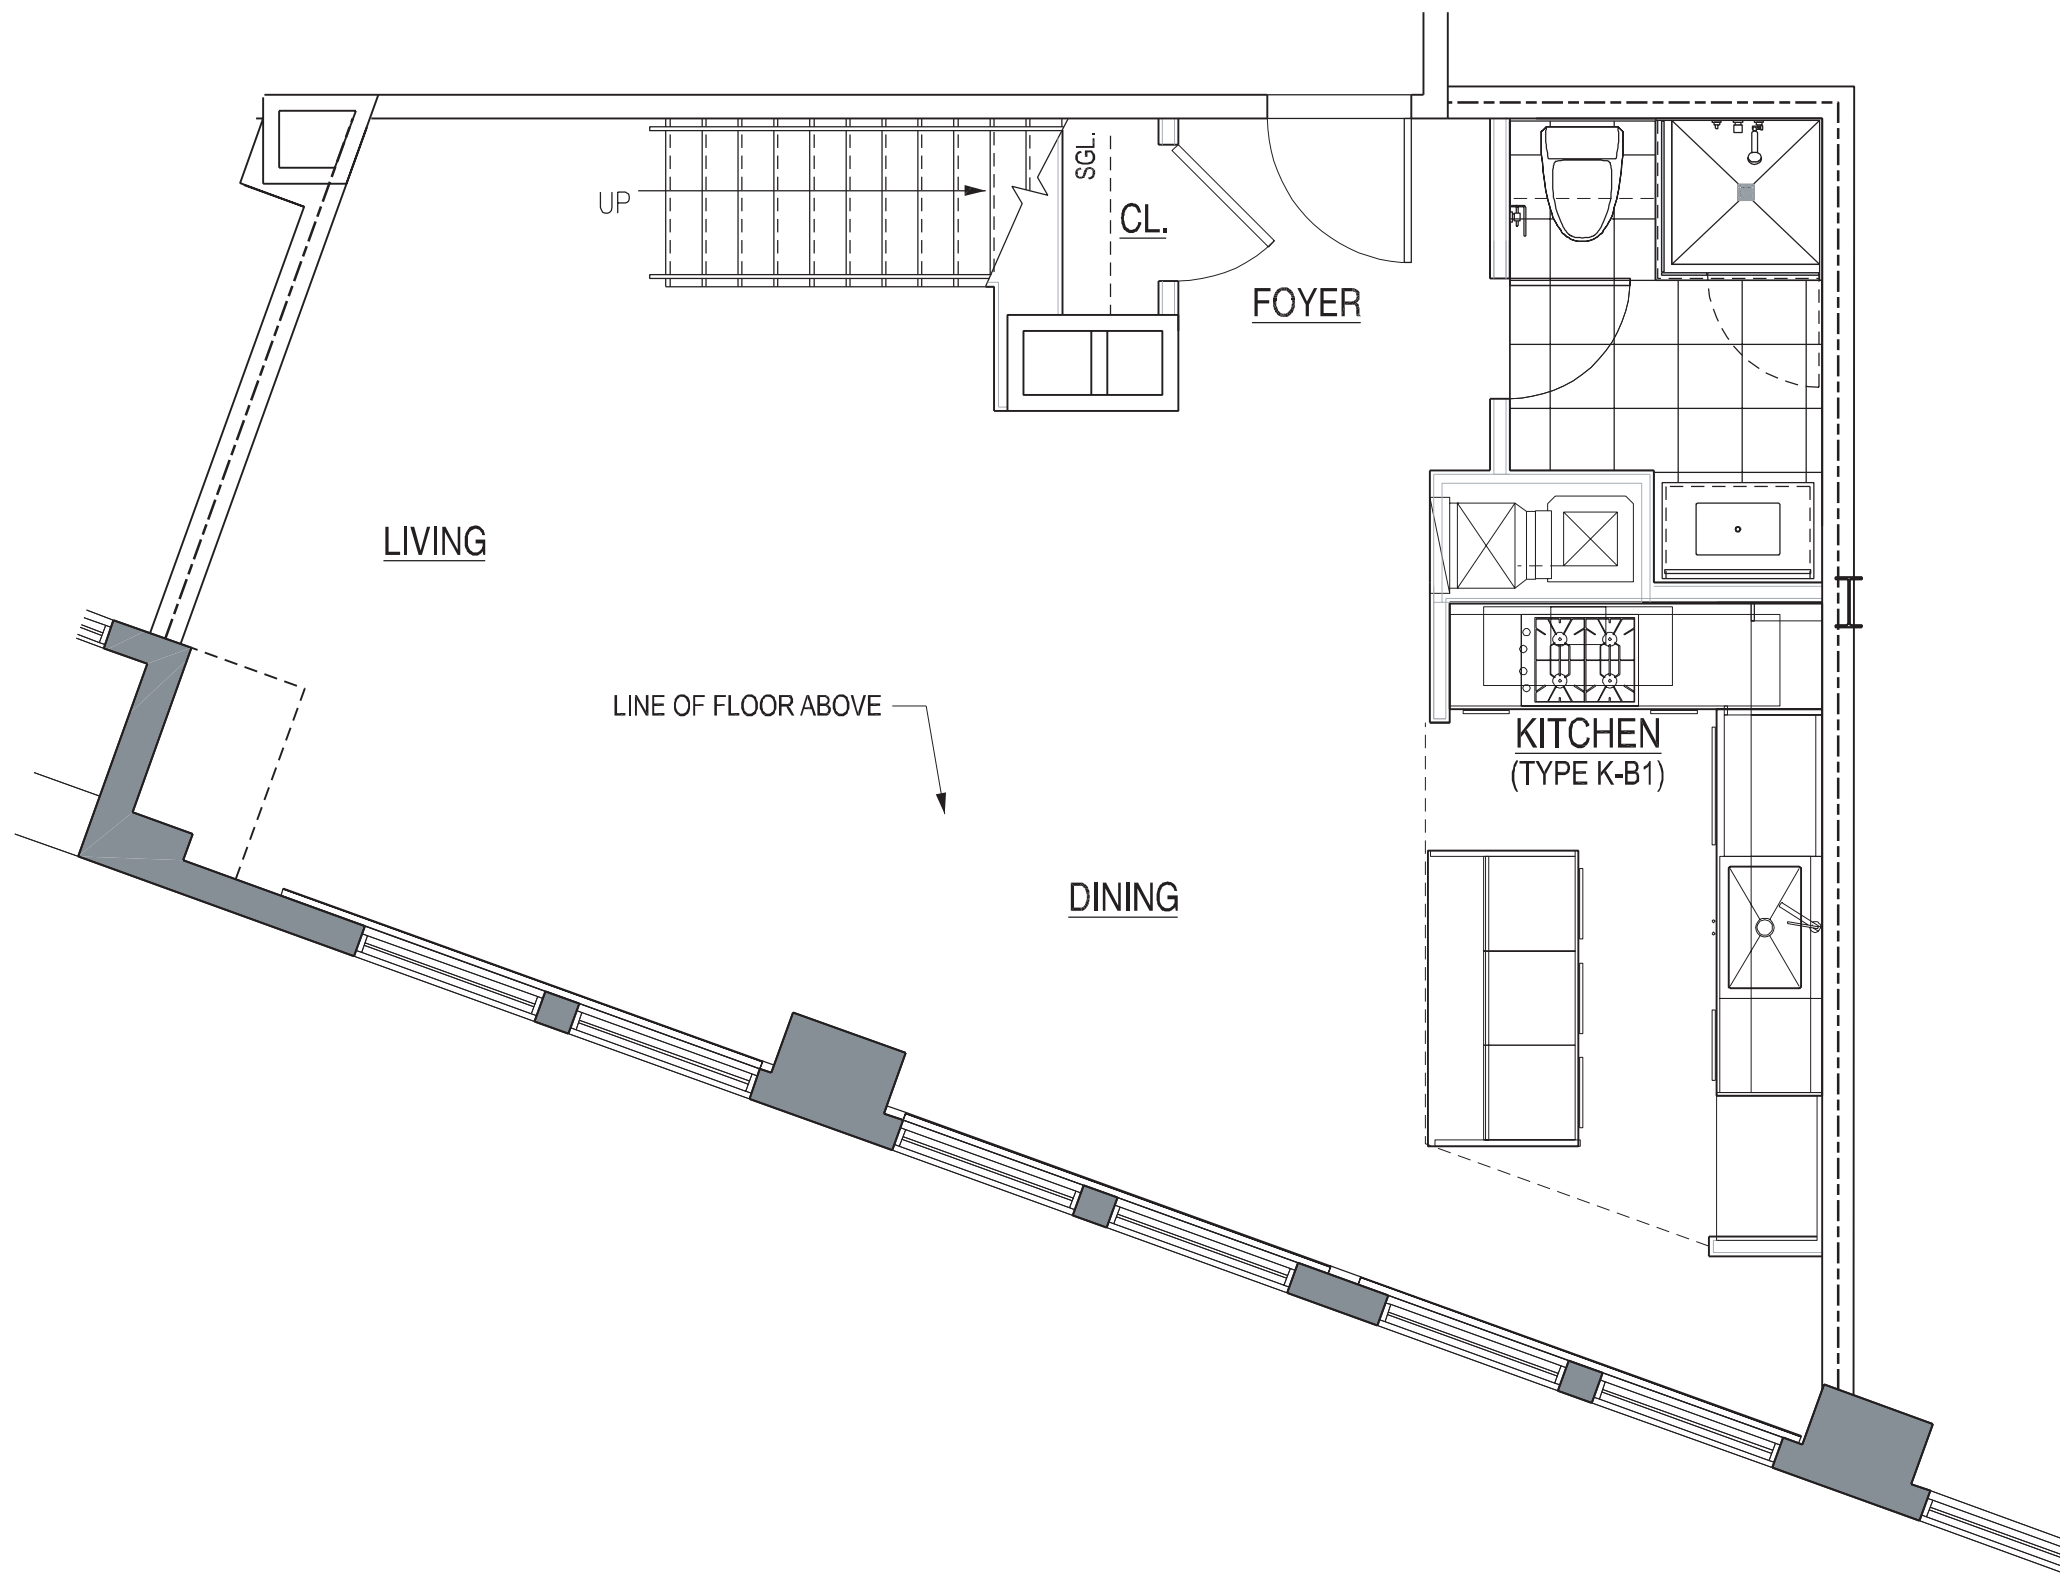 SGL.
UP
CL.
FOYER
LIVING
LINE OF FLOOR ABOVE
KITCHEN
(TYPE K-B1)
DINING